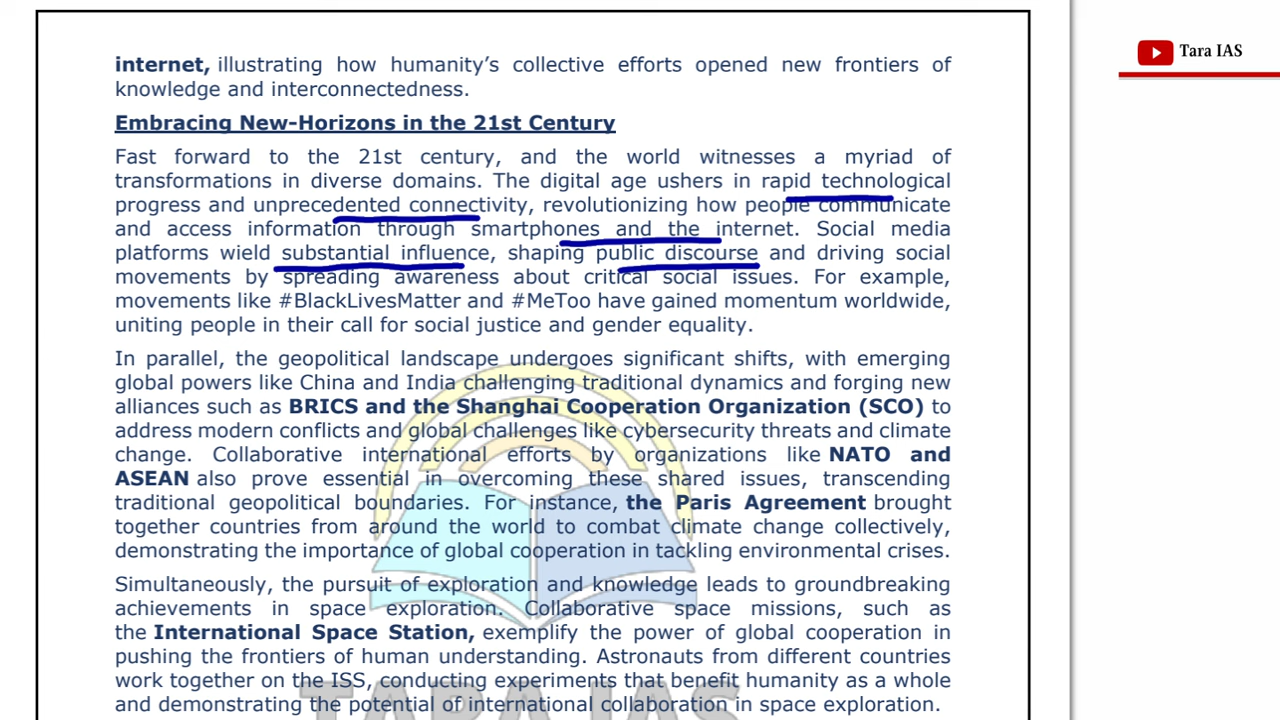 Tara IAS
internet, illustrating how humanity’s collective efforts opened new frontiers of
knowledge and interconnectedness.
Embracing New-Horizons in the 21st Century
Fast forward to the 21st century, and the world witnesses a myriad of
transformations in diverse domains. The digital age ushers in rapid technological
progress and unprecedented connectivity, revolutionizing how people communicate
and access information through smartphones and the internet. Social media
platforms wield substantial influence, shaping public discourse and driving social
movements by spreading awareness about critical social issues. For example,
movements like #BlackLivesMatter and #MeToo have gained momentum worldwide,
uniting people in their call for social justice and gender equality.
In parallel, the geopolitical landscape undergoes significant shifts, with emerging
global powers like China and India challenging traditional dynamics and forging new
alliances such as BRICS and the Shanghai Cooperation Organization (SCO) to
address modern conflicts and global challenges like cybersecurity threats and climate
change. Collaborative international efforts by organizations like NATO and
ASEAN also prove essential in overcoming these shared issues, transcending
traditional geopolitical boundaries. For instance, the Paris Agreement brought
together countries from around the world to combat climate change collectively,
demonstrating the importance of global cooperation in tackling environmental crises.
Simultaneously, the pursuit of exploration and knowledge leads to groundbreaking
achievements in space exploration. Collaborative space missions, such as
the International Space Station, exemplify the power of global cooperation in
pushing the frontiers of human understanding. Astronauts from different countries
work together on the ISS, conducting experiments that benefit humanity as a whole
and demonstrating the potential of international collaboration in space exploration.
TARA IAS